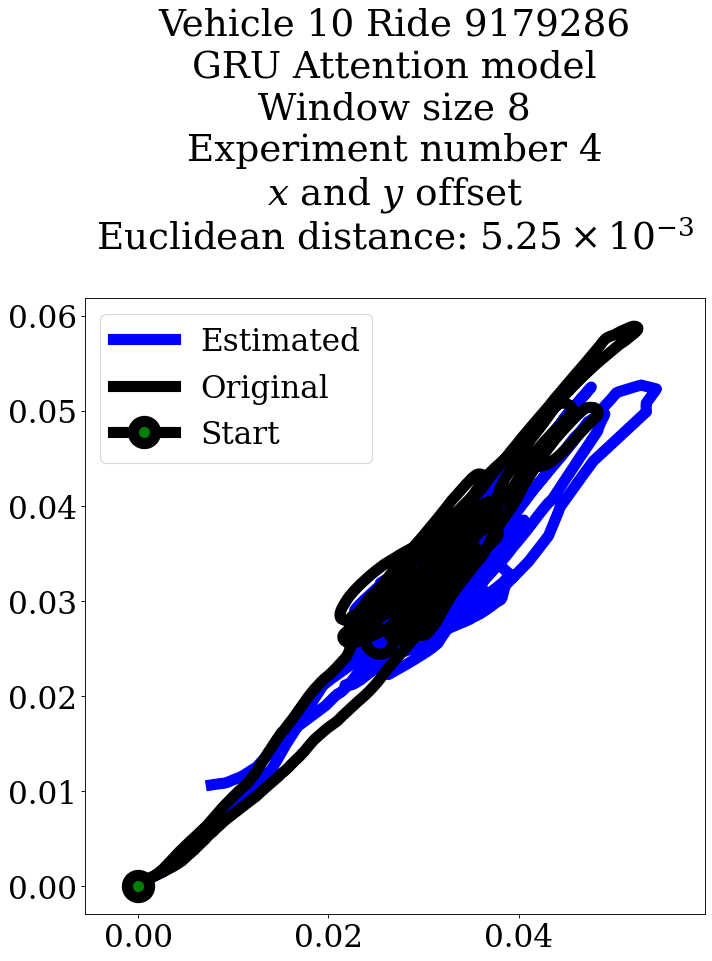 Vehicle 10 Ride 9179286
GRU Attention model
Window size 8
Experiment number 4
x and y offset
Euclidean distance: 5.25 × 10⁻³
0.06
0.05
0.04
0.03
0.02
0.01
0.00
Estimated
Original
Start
0.00 0.02 0.04